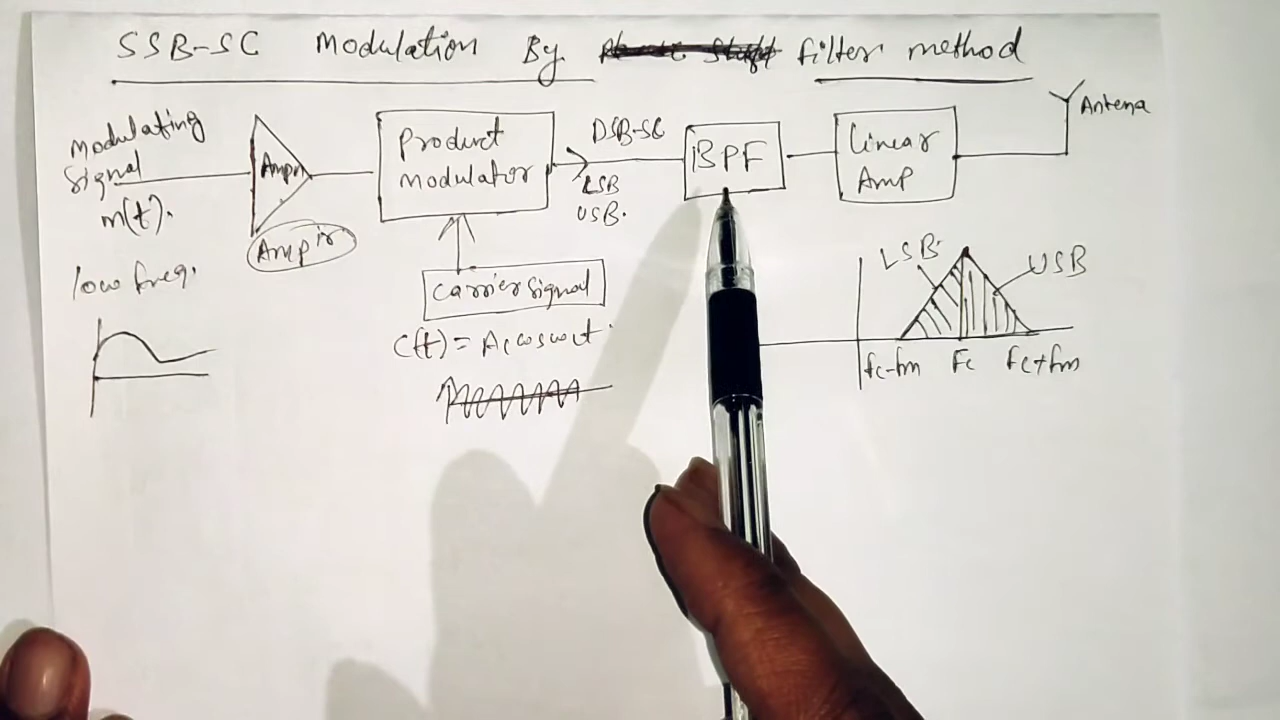 SSB-SC Modulation By filter method
Antena
Modulating
Signal
m(t).
Ampr
Product
Modulator
DSB-SC
LSB
USB.
BPF
Linear
Amp
Ampir
low freq.
Carrier Signal
C(t) = Ac cos ωct
LSB
USB
fc-fm Fc Fc+fm